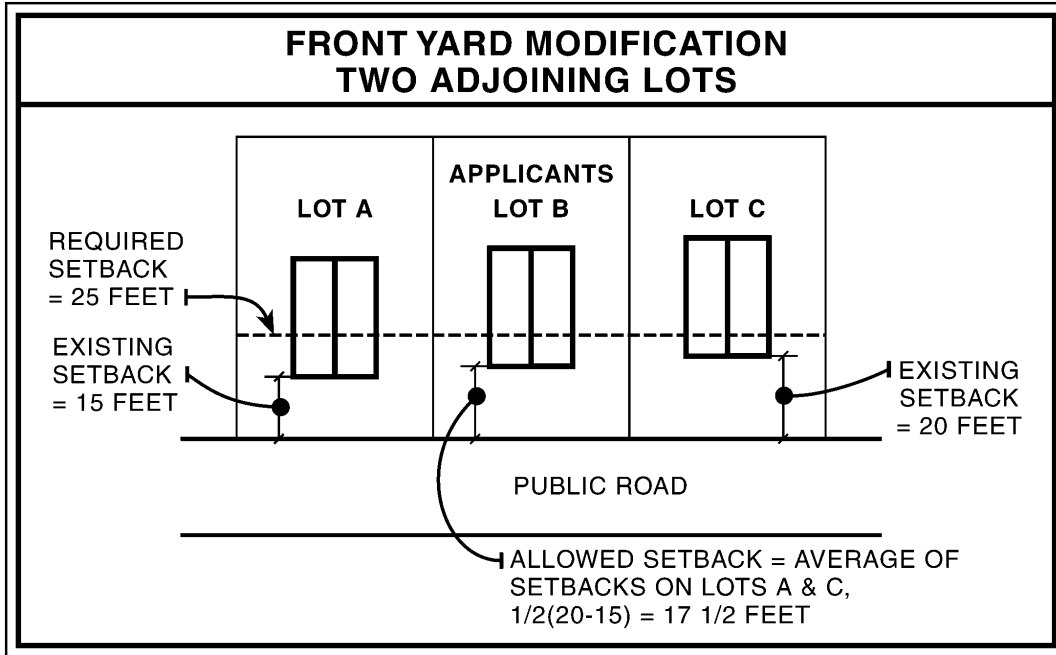 FRONT YARD MODIFICATION
TWO ADJOINING LOTS
APPLICANTS
LOT A
LOT B
LOT C
REQUIRED
SETBACK
= 25 FEET
EXISTING
SETBACK
= 15 FEET
EXISTING
SETBACK
= 20 FEET
PUBLIC ROAD
ALLOWED SETBACK = AVERAGE OF
SETBACKS ON LOTS A & C,
1/2(20-15) = 17 1/2 FEET